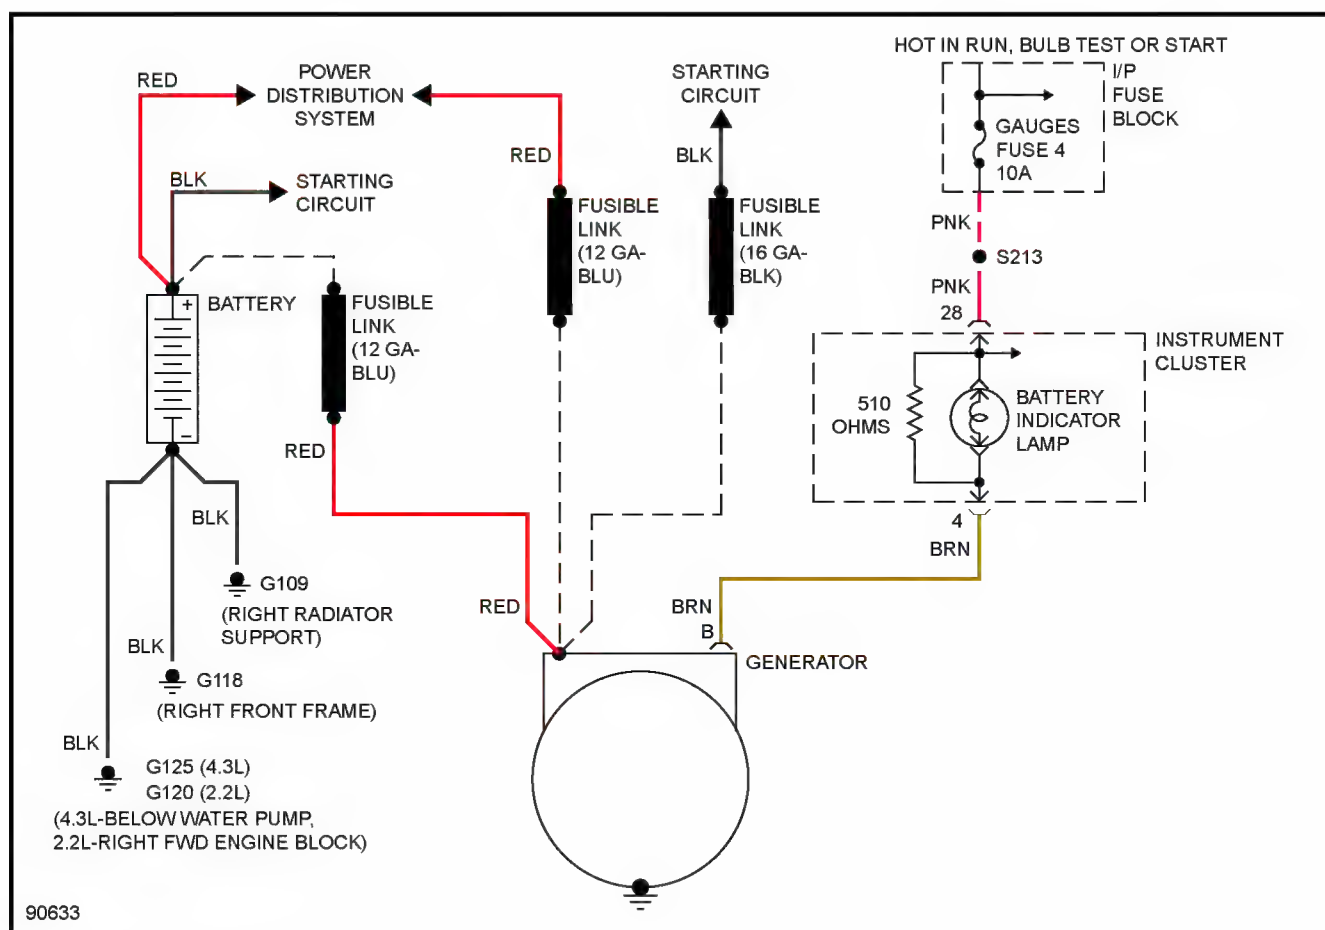 HOT IN RUN, BULB TEST OR START
RED
POWER
DISTRIBUTION
SYSTEM
STARTING
CIRCUIT
I/P
FUSE
BLOCK
GAUGES
FUSE 4
10A
RED
BLK
BLK
STARTING
CIRCUIT
FUSIBLE
LINK
(12 GA-
BLU)
FUSIBLE
LINK
(16 GA-
BLK)
PNK
S213
PNK
28
+
BATTERY
FUSIBLE
LINK
(12 GA-
BLU)
INSTRUMENT
CLUSTER
510
OHMS
BATTERY
INDICATOR
LAMP
−
RED
BLK
4
BRN
G109
(RIGHT RADIATOR
SUPPORT)
RED
BRN
B
GENERATOR
BLK
G118
(RIGHT FRONT FRAME)
BLK
G125 (4.3L)
G120 (2.2L)
(4.3L-BELOW WATER PUMP,
2.2L-RIGHT FWD ENGINE BLOCK)
90633